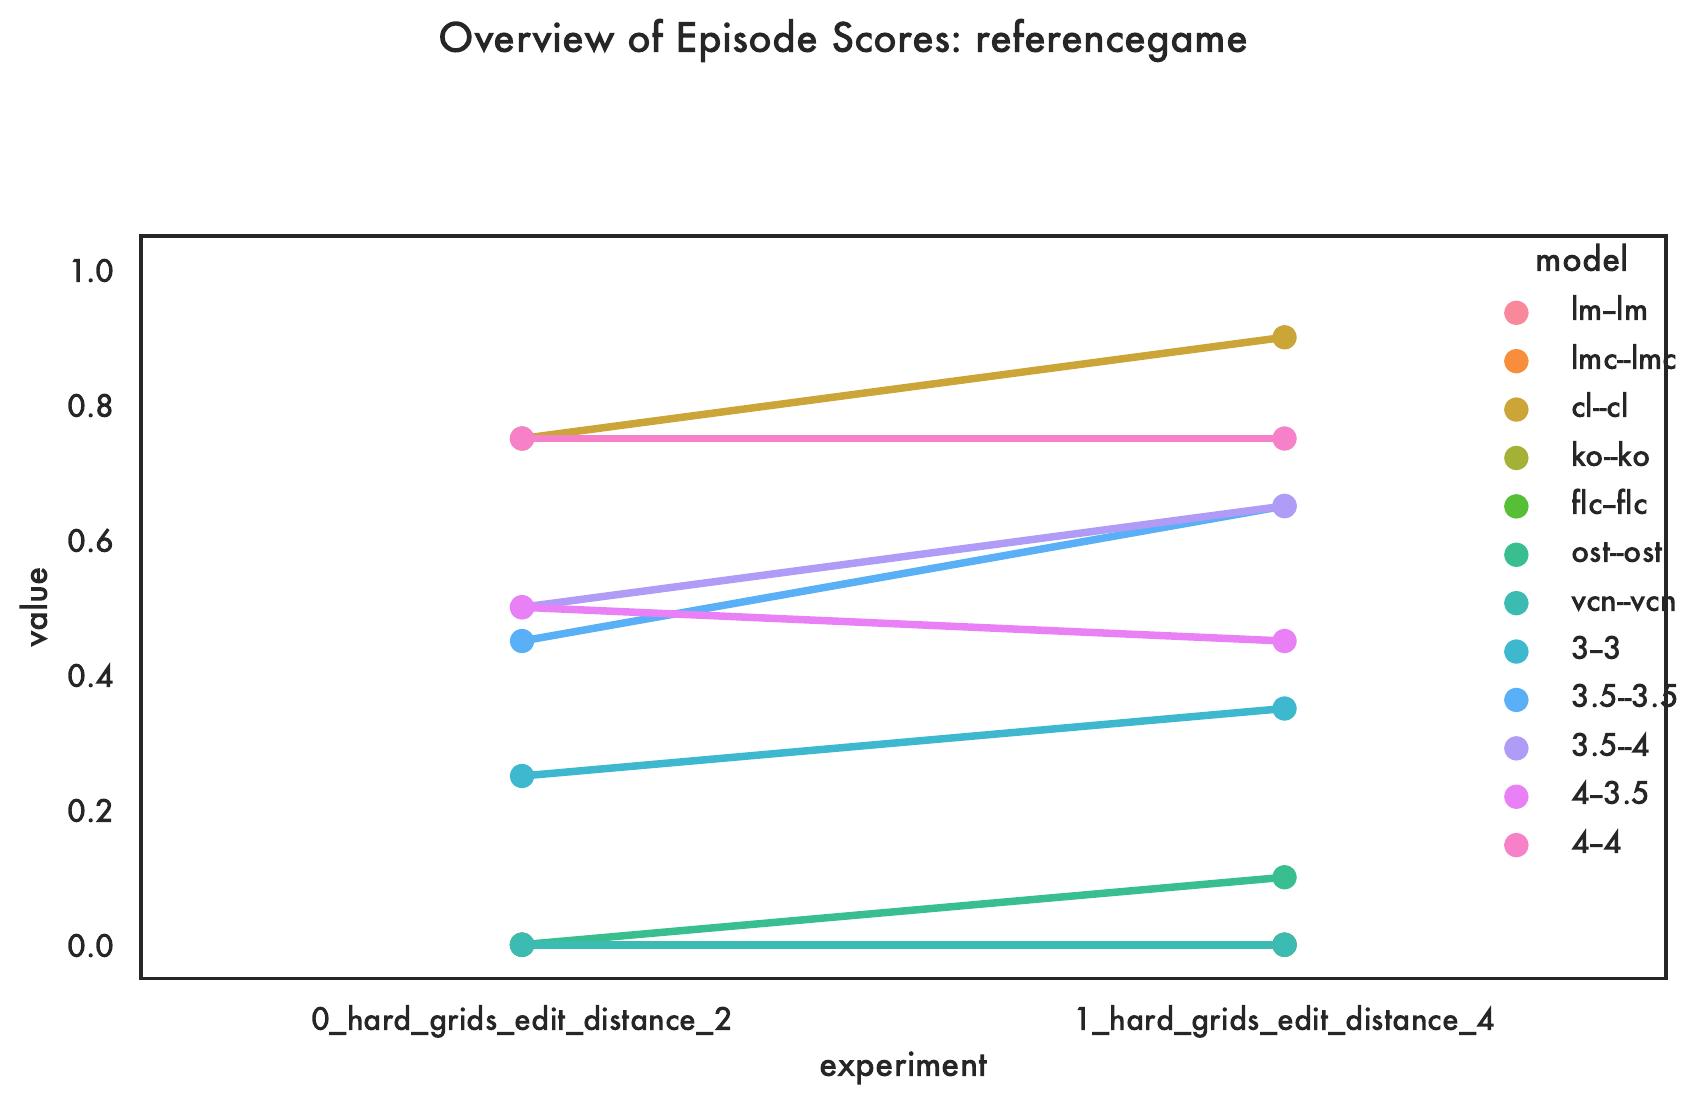 Overview of Episode Scores: referencegame
1.0
0.8
0.6
0.4
0.2
0.0
value
0_hard_grids_edit_distance_2
1_hard_grids_edit_distance_4
experiment
model
lm–lm
lmc--lmc
cl--cl
ko--ko
flc–flc
ost--ost
vcn--vcn
3–3
3.5--3.5
3.5--4
4–3.5
4–4